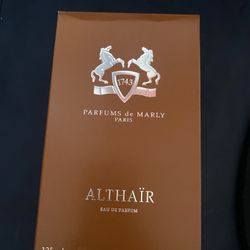 1743
PARFUMS de MARLY
PARIS
ALTHAÏR
EAU DE PARFUM